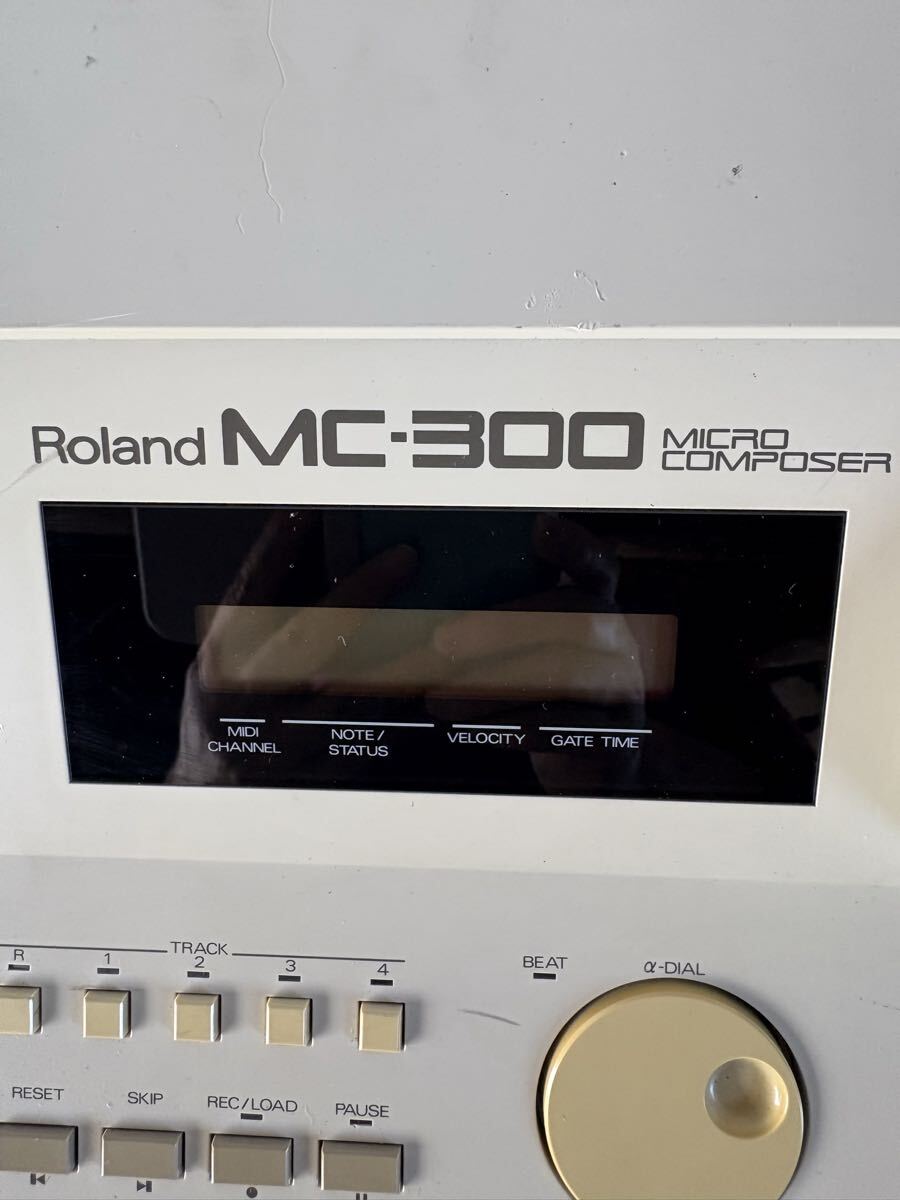 Roland MC-300 MICRO
COMPOSER
MIDI
CHANNEL
NOTE/
STATUS
VELOCITY
GATE TIME
TRACK
R 1 2 3 4
BEAT
α-DIAL
RESET SKIP REC/LOAD PAUSE